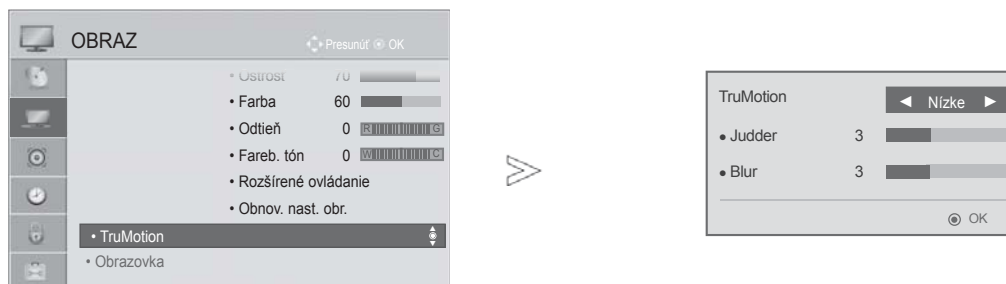 OBRAZ
Presunúť OK
• Ostrosť 70
• Farba 60
• Odtieň 0 R G
• Fareb. tón 0 W C
• Rozšírené ovládanie
• Obnov. nast. obr.
• TruMotion
• Obrazovka
TruMotion ◄ Nízke ►
• Judder 3
• Blur 3
OK